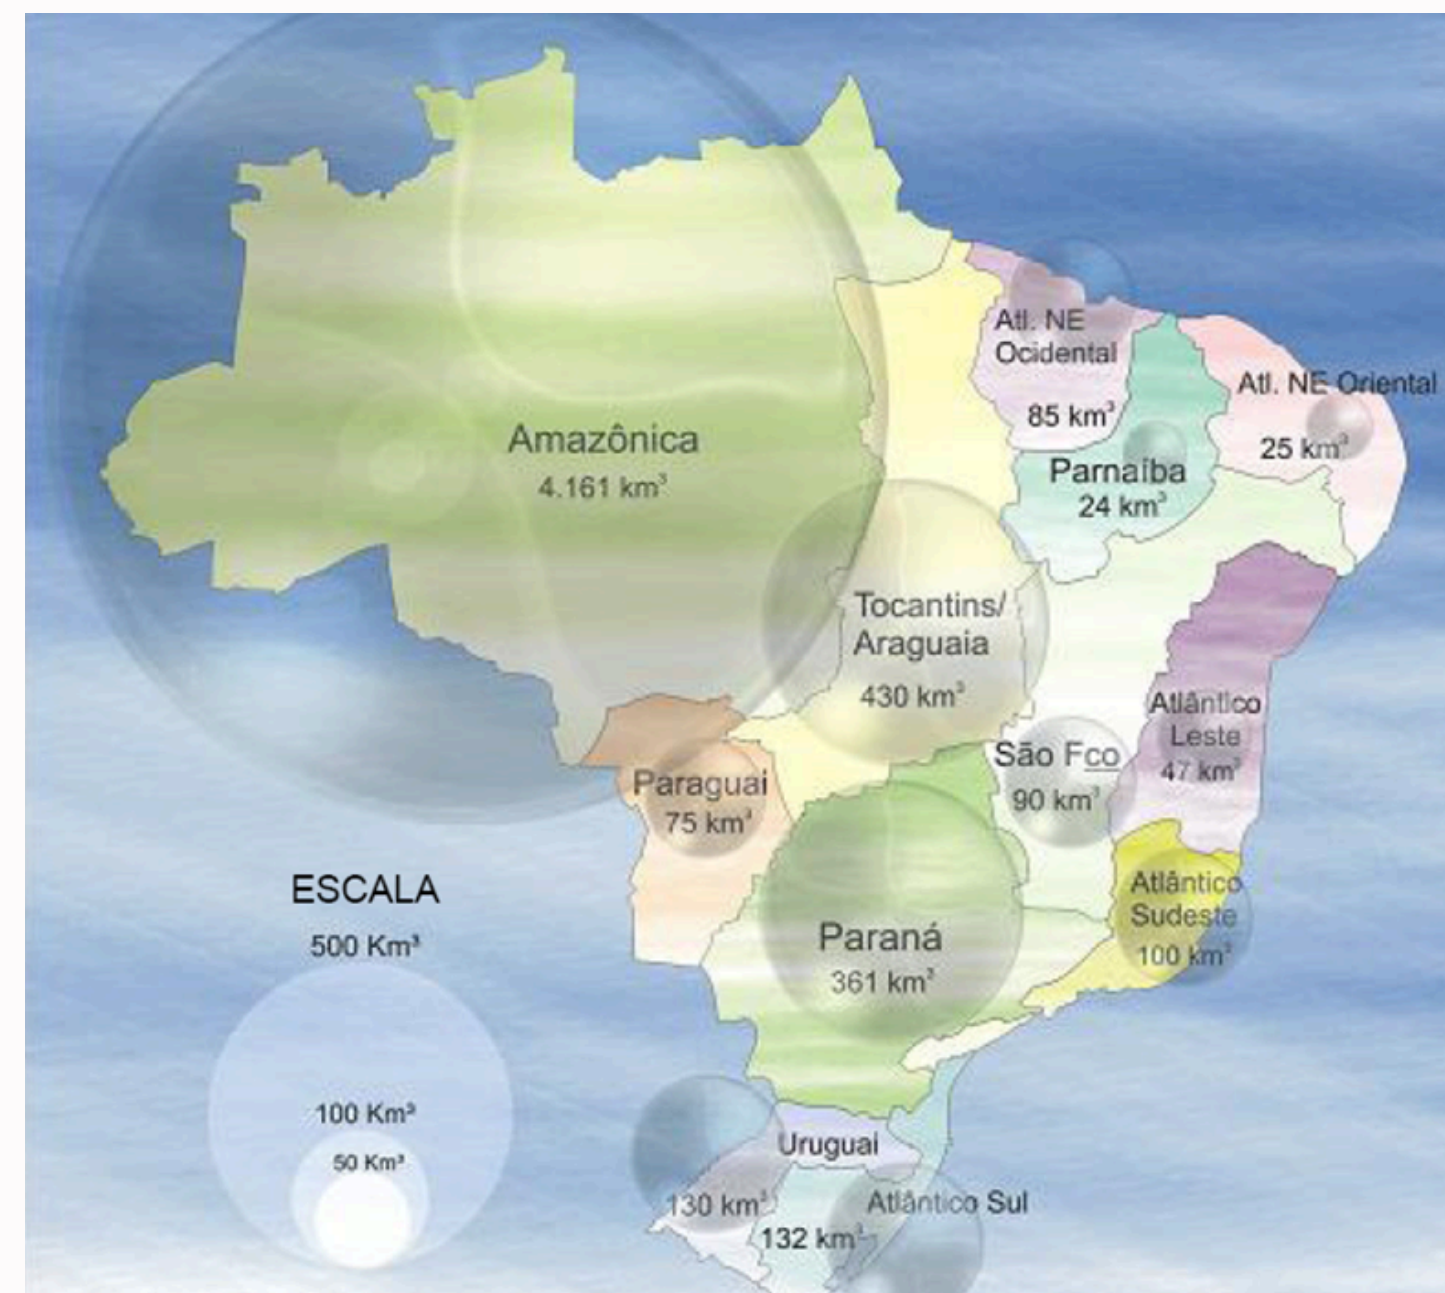 Atl. NE
Ocidental
85 km³
Atl. NE Oriental
25 km³
Amazônica
4.161 km³
Parnaíba
24 km³
Tocantins/
Araguaia
430 km³
Atlântico
Leste
47 km³
São Fco
90 km³
Paraguai
75 km³
Atlântico
Sudeste
100 km³
Paraná
361 km³
ESCALA
500 Km³
100 Km³
50 Km³
Uruguai
130 km³
Atlântico Sul
132 km³